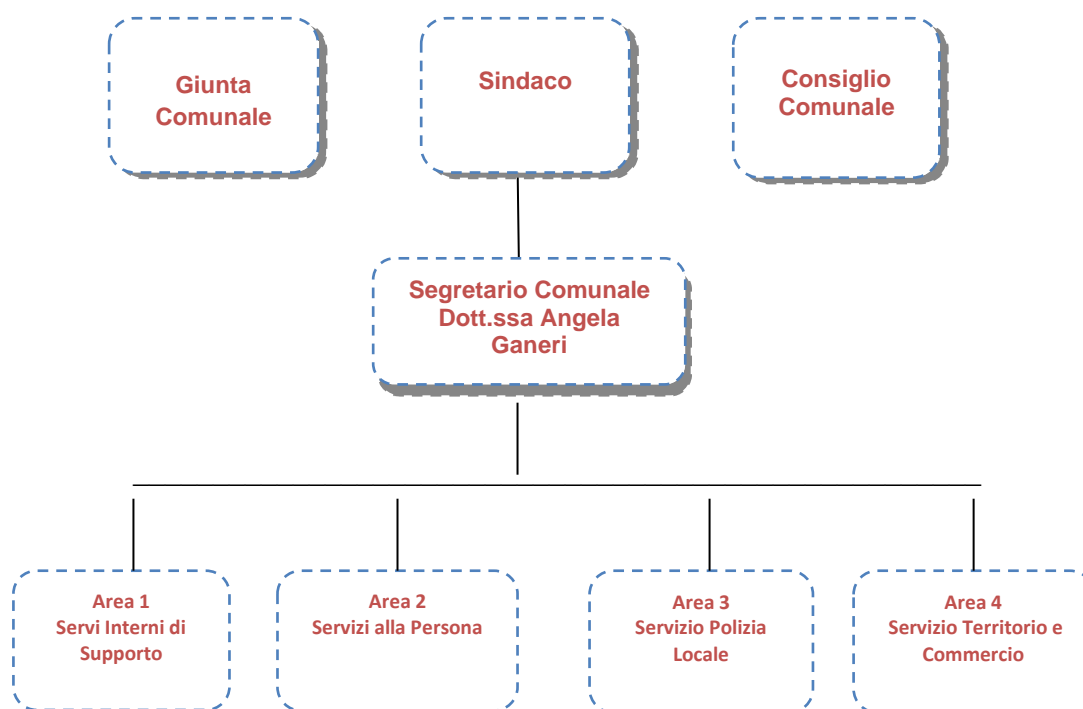 Giunta
Comunale
Sindaco
Consiglio
Comunale
Segretario Comunale
Dott.ssa Angela
Ganeri
Area 1
Servi Interni di
Supporto
Area 2
Servizi alla Persona
Area 3
Servizio Polizia
Locale
Area 4
Servizio Territorio e
Commercio